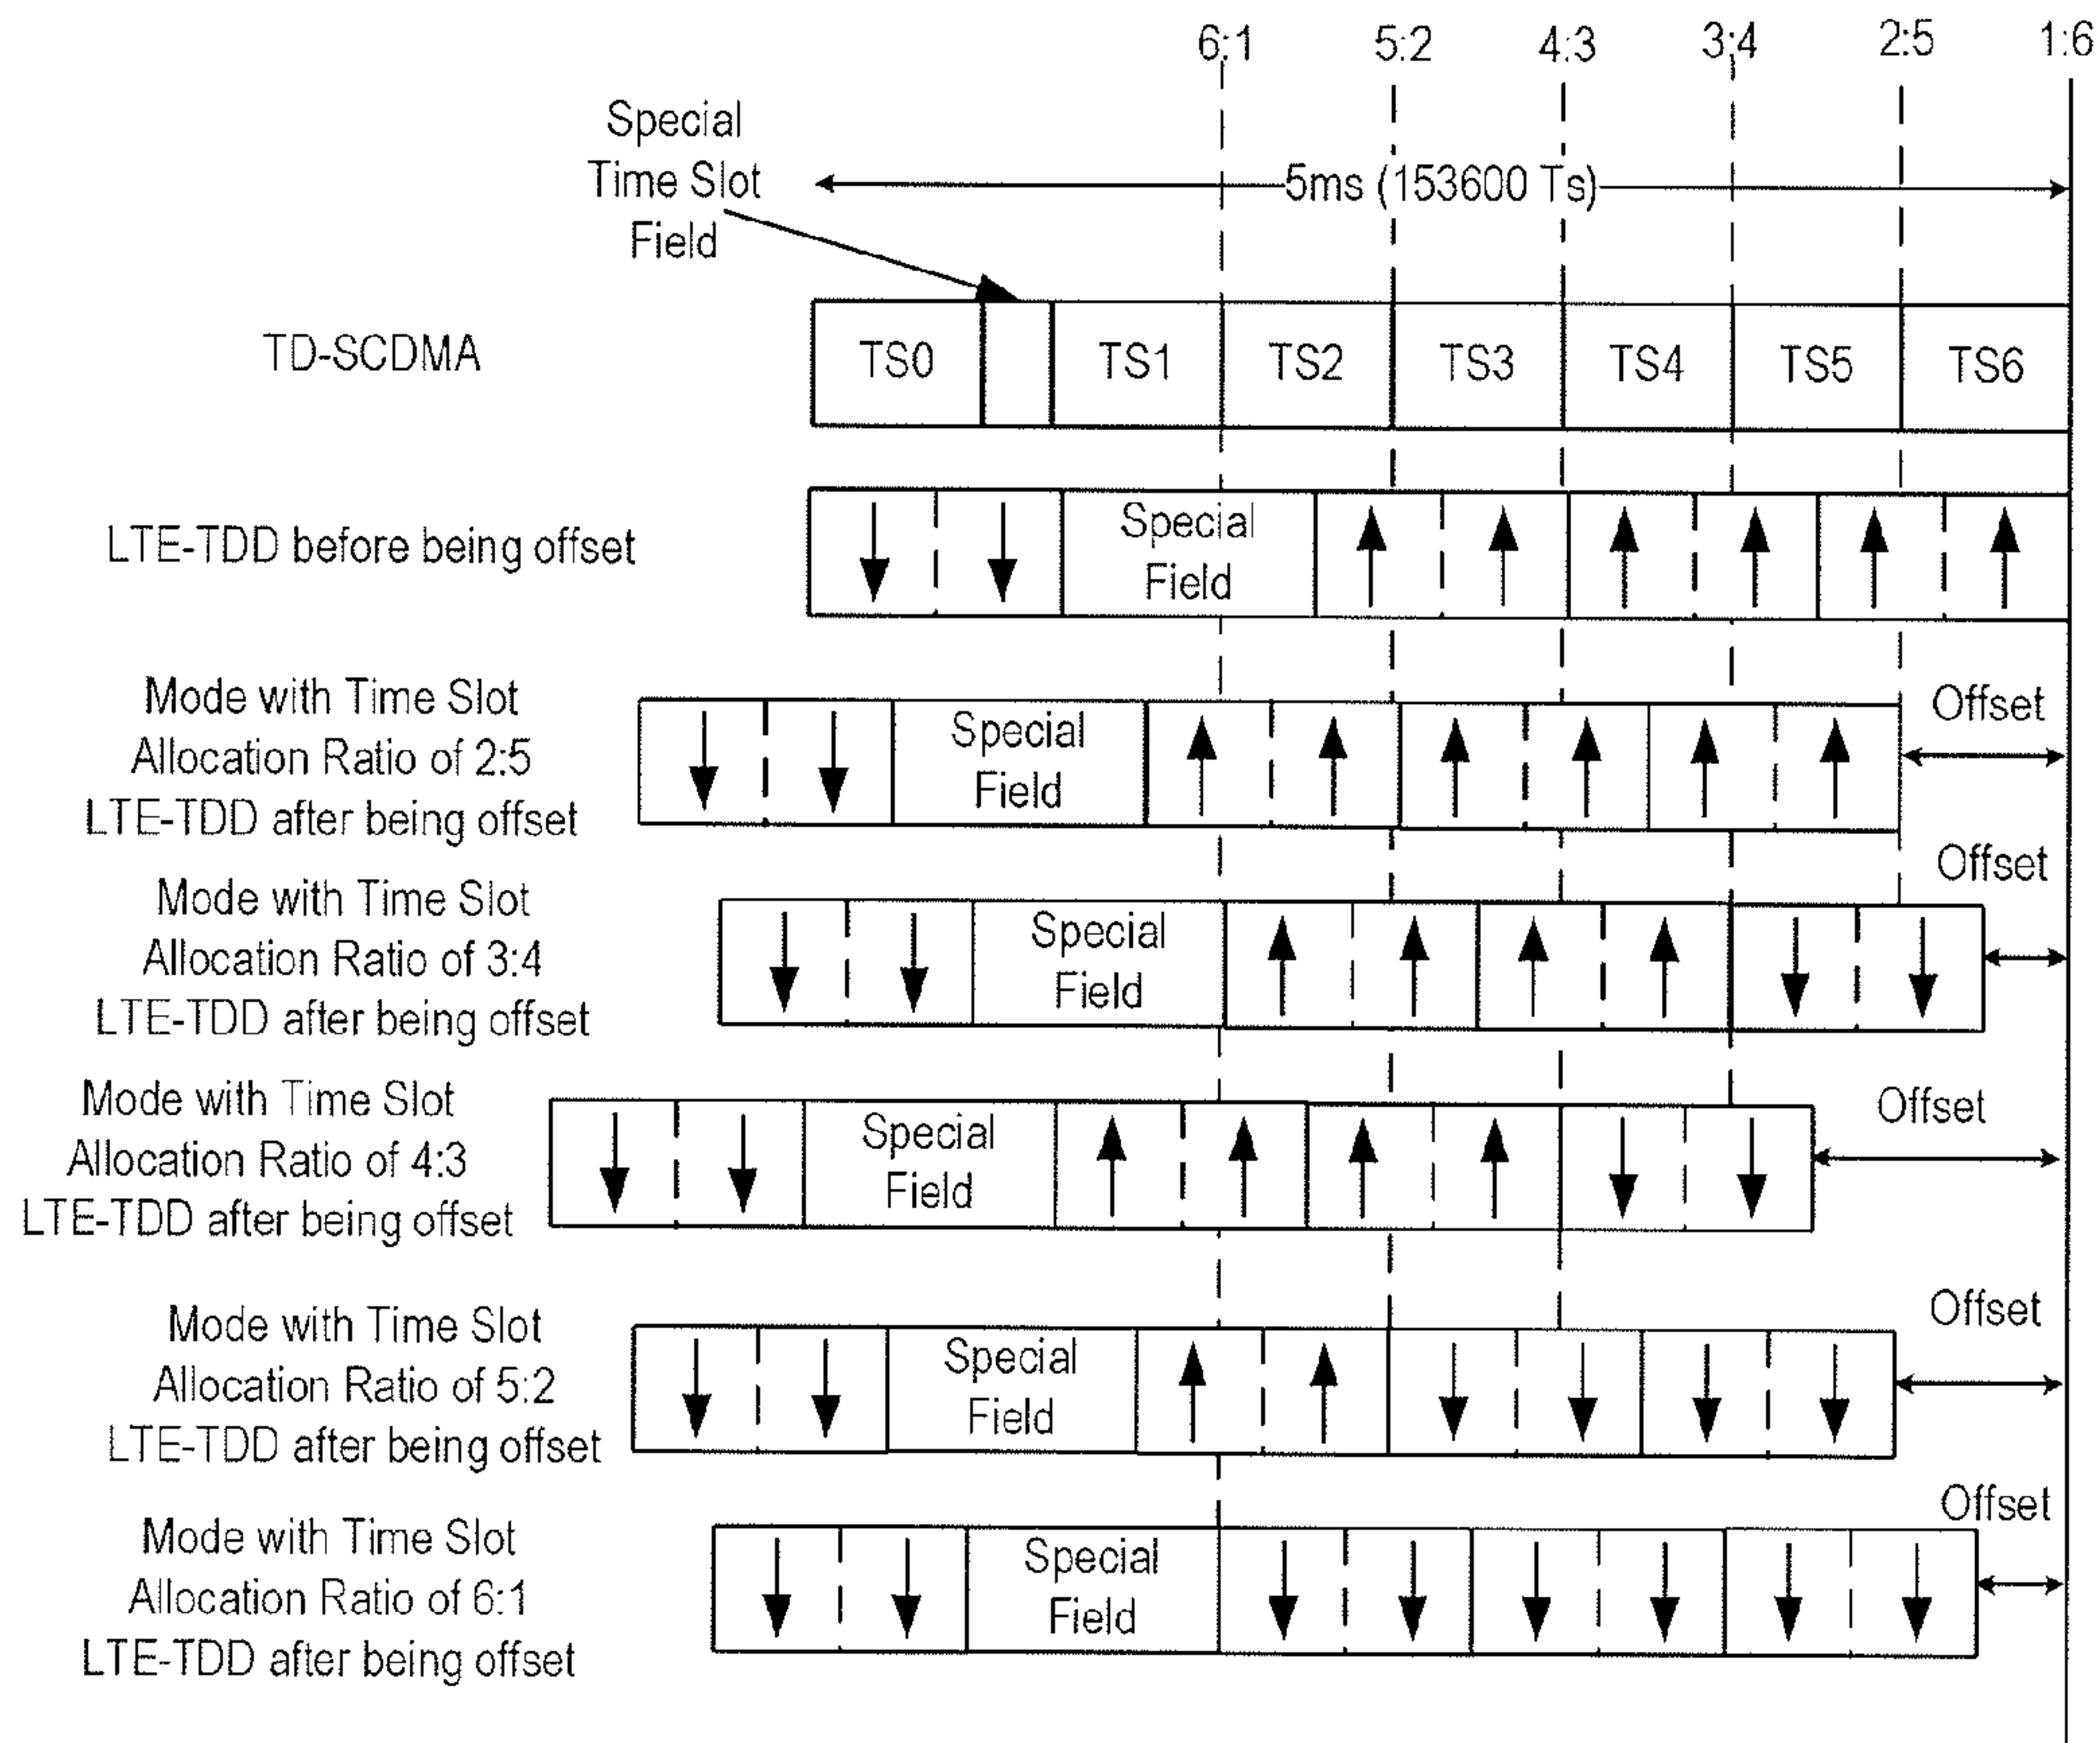 6:1 5:2 4:3 3:4 2:5 1:6
Special
Time Slot
Field
5ms (153600 Ts)
TD-SCDMA
TS0 TS1 TS2 TS3 TS4 TS5 TS6
LTE-TDD before being offset
Special
Field
Mode with Time Slot
Allocation Ratio of 2:5
LTE-TDD after being offset
Special
Field
Offset
Mode with Time Slot
Allocation Ratio of 3:4
LTE-TDD after being offset
Special
Field
Offset
Mode with Time Slot
Allocation Ratio of 4:3
LTE-TDD after being offset
Special
Field
Offset
Mode with Time Slot
Allocation Ratio of 5:2
LTE-TDD after being offset
Special
Field
Offset
Mode with Time Slot
Allocation Ratio of 6:1
LTE-TDD after being offset
Special
Field
Offset